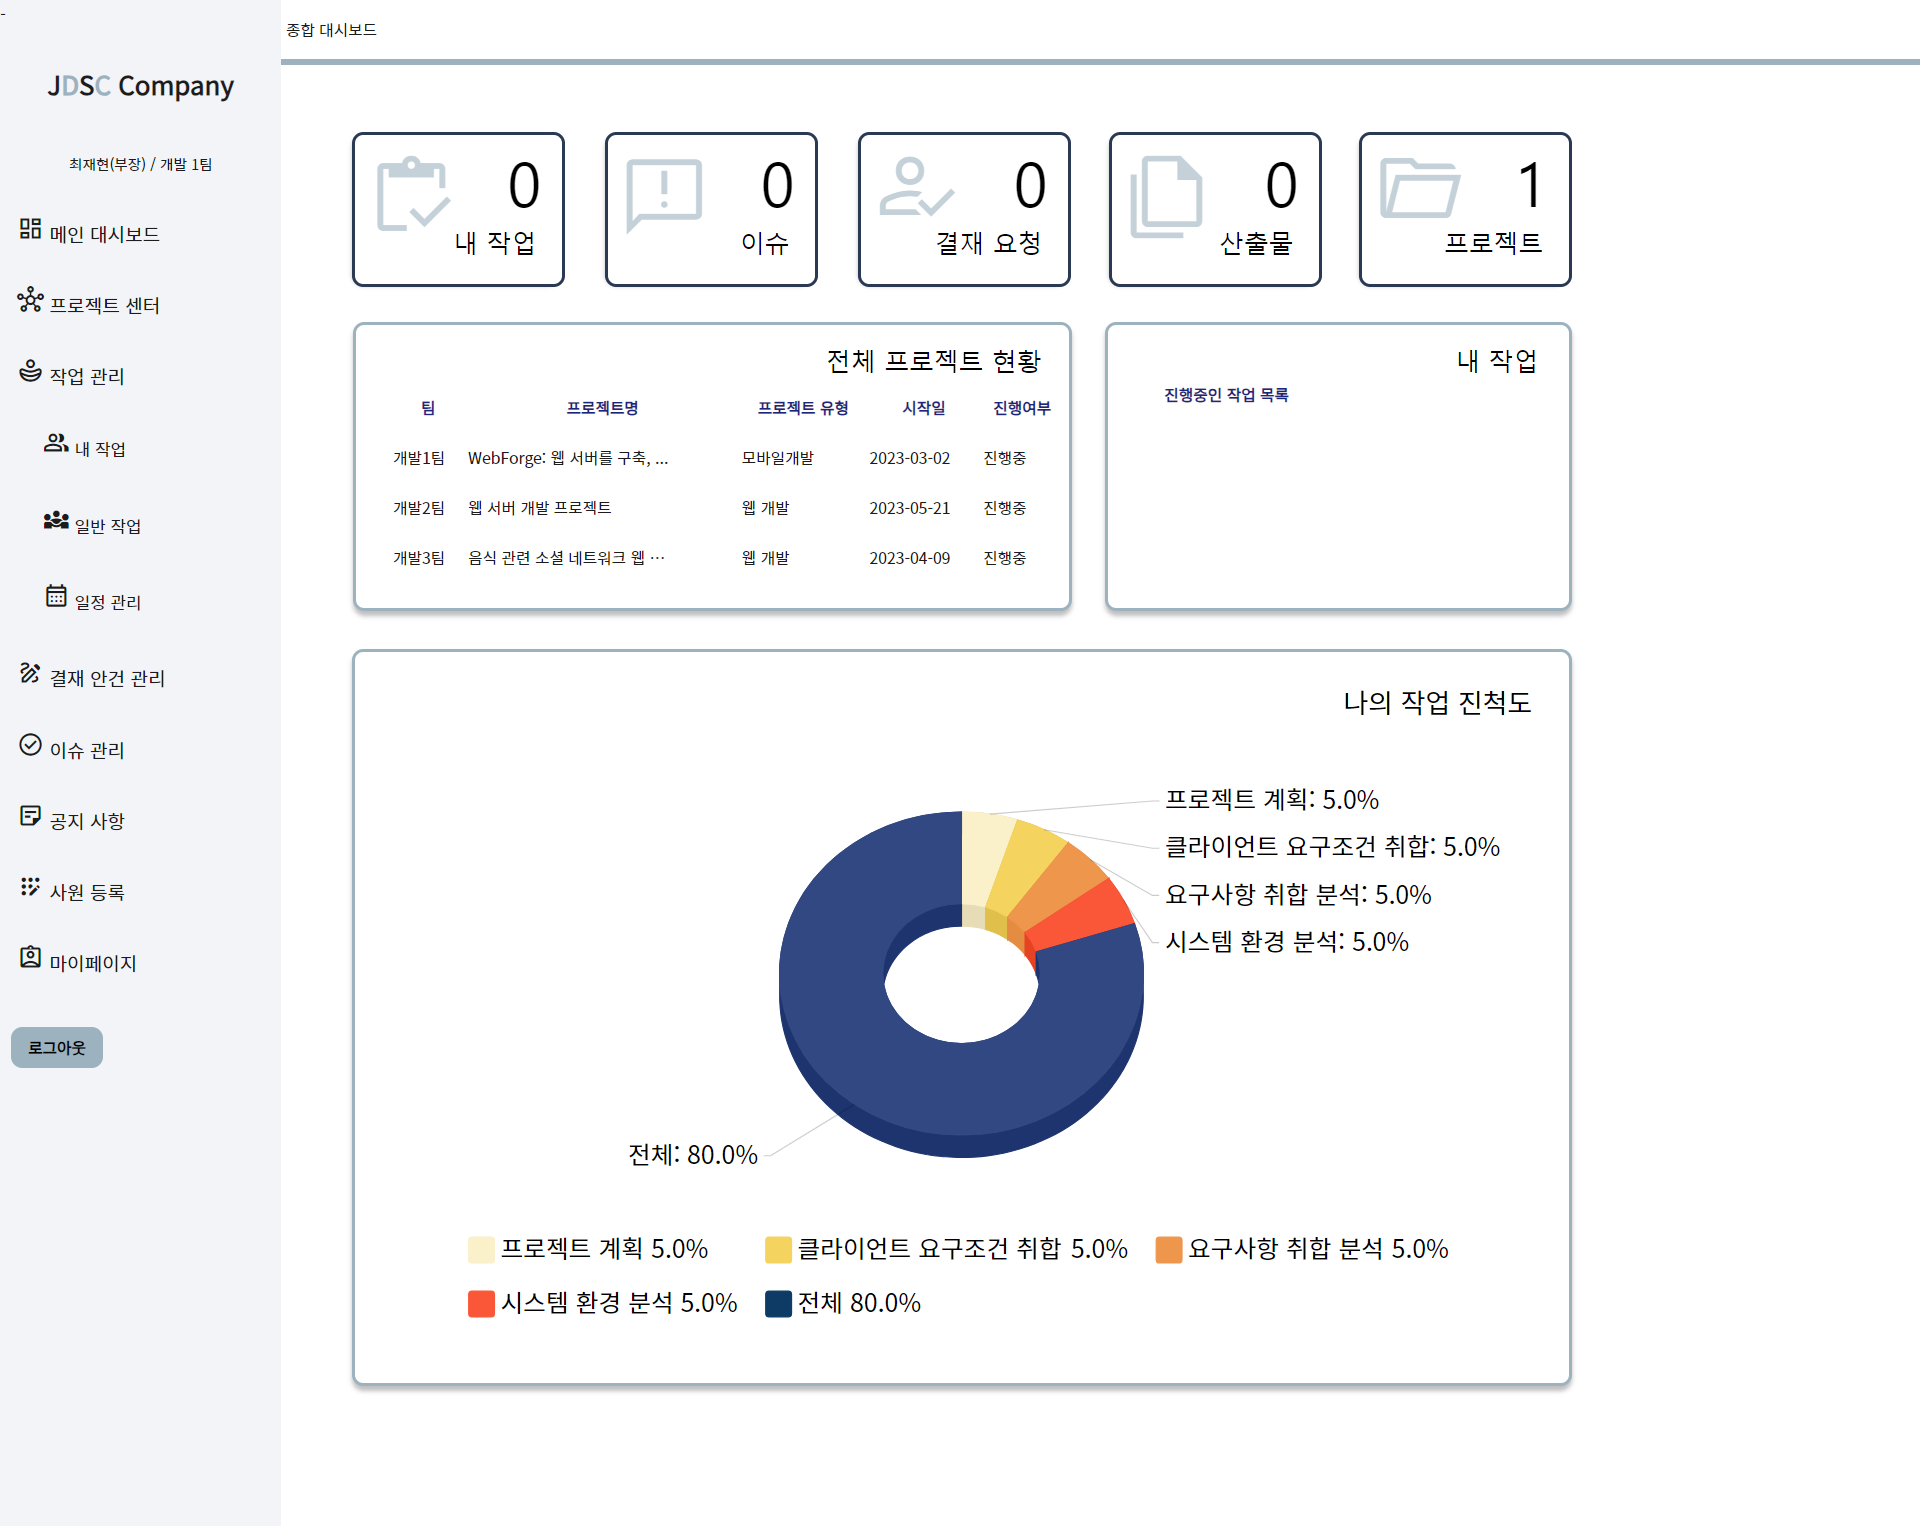 -
종합 대시보드
JDSC Company
최재현(부장) / 개발 1팀
메인 대시보드
프로젝트 센터
작업 관리
내 작업
일반 작업
일정 관리
결재 안건 관리
이슈 관리
공지 사항
사원 등록
마이페이지
로그아웃
0
내 작업
0
이슈
0
결재 요청
0
산출물
1
프로젝트
전체 프로젝트 현황
팀 프로젝트명 프로젝트 유형 시작일 진행여부
개발1팀 WebForge: 웹 서버를 구축, ... 모바일개발 2023-03-02 진행중
개발2팀 웹 서버 개발 프로젝트 웹 개발 2023-05-21 진행중
개발3팀 음식 관련 소셜 네트워크 웹 … 웹 개발 2023-04-09 진행중
내 작업
진행중인 작업 목록
나의 작업 진척도
프로젝트 계획: 5.0%
클라이언트 요구조건 취합: 5.0%
요구사항 취합 분석: 5.0%
시스템 환경 분석: 5.0%
전체: 80.0%
프로젝트 계획 5.0% 클라이언트 요구조건 취합 5.0% 요구사항 취합 분석 5.0%
시스템 환경 분석 5.0% 전체 80.0%